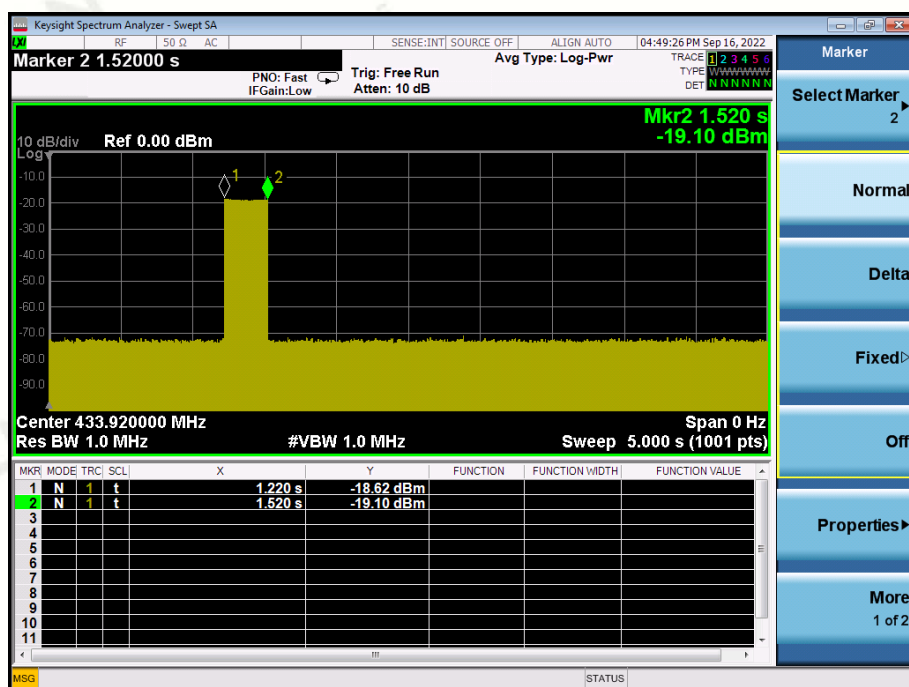 Keysight Spectrum Analyzer - Swept SA
LXI RF 50 Ω AC SENSE:INT SOURCE OFF ALIGN AUTO 04:49:26 PM Sep 16, 2022
Marker 2 1.52000 s
PNO: Fast
IFGain:Low
Trig: Free Run
Atten: 10 dB
Avg Type: Log-Pwr
TRACE 1 2 3 4 5 6
TYPE WWWWWW
DET N N N N N N
Mkr2 1.520 s
-19.10 dBm
10 dB/div Ref 0.00 dBm
Log
1
2
-10.0
-20.0
-30.0
-40.0
-50.0
-60.0
-70.0
-80.0
-90.0
Center 433.920000 MHz Span 0 Hz
Res BW 1.0 MHz #VBW 1.0 MHz Sweep 5.000 s (1001 pts)
MKR MODE TRC SCL X Y FUNCTION FUNCTION WIDTH FUNCTION VALUE
1 N 1 t 1.220 s -18.62 dBm
2 N 1 t 1.520 s -19.10 dBm
3
4
5
6
7
8
9
10
11
MSG STATUS
Marker
Select Marker
2
Normal
Delta
Fixed
Off
Properties
More
1 of 2